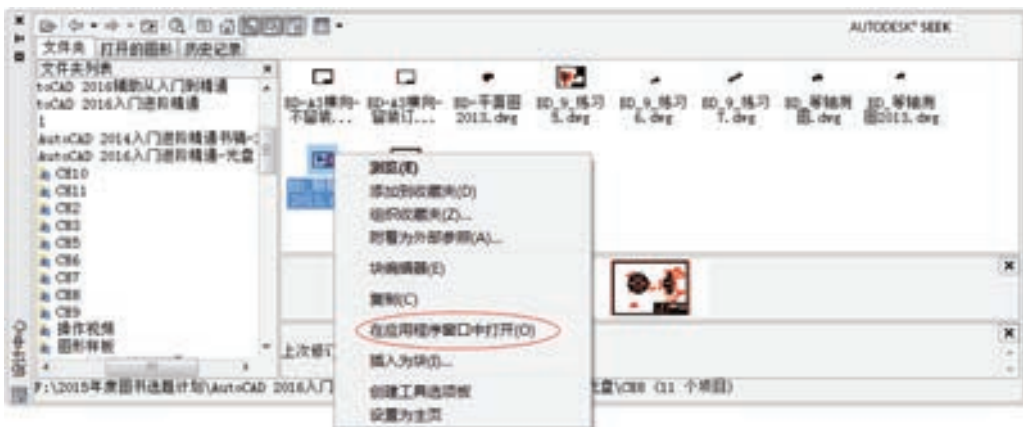 AUTODESK® SEEK
文件夹 打开的图形 历史记录
文件夹列表
toCAD 2016辅助从入门到精通
toCAD 2016入门进阶精通
1
AutoCAD 2014入门进阶精通书稿-
AutoCAD 2016入门进阶精通-光盘
CH10
CH11
CH2
CH3
CH5
CH6
CH7
CH8
CH9
操作视频
图形样板
BD-A3横向-不留装...
BD-A3横向-留装订...
BD-平面图2013.dwg
BD_9_练习5.dwg
BD_9_练习6.dwg
BD_9_练习7.dwg
BD_等轴测图.dwg
BD_等轴测图2013.dwg
浏览(E)
添加到收藏夹(D)
组织收藏夹(Z)...
附着为外部参照(A)...
块编辑器(E)
复制(C)
在应用程序窗口中打开(O)
插入为块(I)...
创建工具选项板
设置为主页
上次修订
设计中心
F:\2015年度图书选题计划\AutoCAD 2016入门
光盘\CH8 (11 个项目)